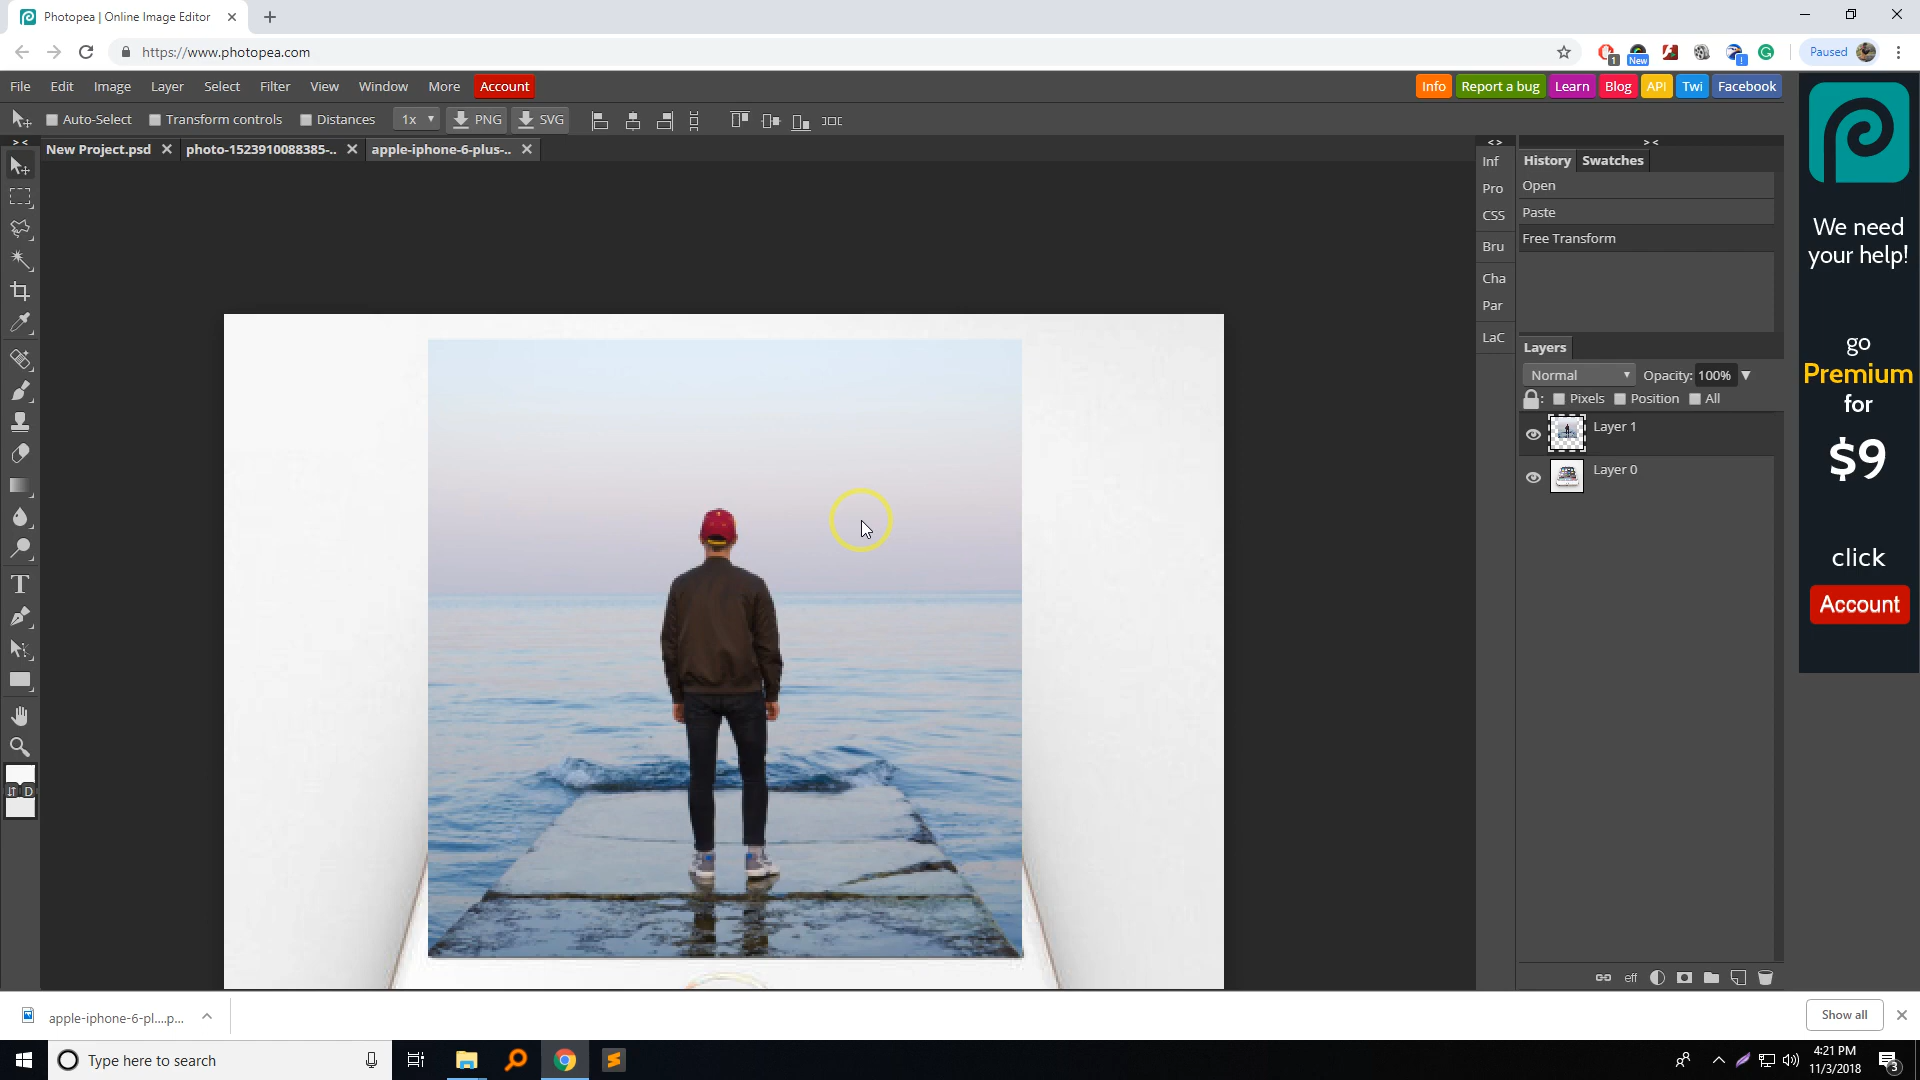 Photopea | Online Image Editor
https://www.photopea.com
1
New
!
Paused
File Edit Image Layer Select Filter View Window More Account
Info Report a bug Learn Blog API Twi Facebook
Auto-Select Transform controls Distances 1x PNG SVG
New Project.psd photo-1523910088385-.. apple-iphone-6-plus-..
> <
< >
> <
Inf
Pro
CSS
Bru
Cha
Par
LaC
History Swatches
Open
Paste
Free Transform
Layers
Normal Opacity: 100%
: Pixels Position All
Layer 1
Layer 0
eff
T
D
We need
your help!
go
Premium
for
$9
click
Account
apple-iphone-6-pl....p...
Show all
Type here to search
4:21 PM
11/3/2018
3